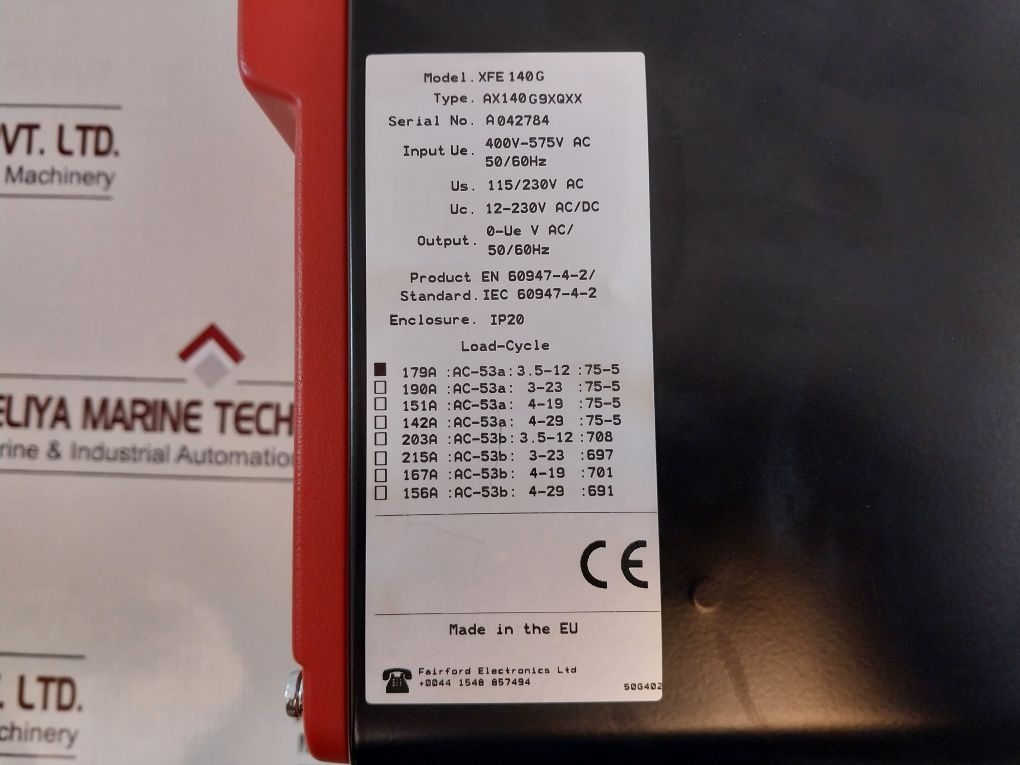 VT. LTD.
Machinery
ELIYA MARINE TECH
rine & Industrial Automation
. LTD.
chinery
Model. XFE 140G
Type. AX140G9XQXX
Serial No. A042784
Input Ue. 400V-575V AC
50/60Hz
Us. 115/230V AC
Uc. 12-230V AC/DC
Output. 0-Ue V AC/
50/60Hz
Product EN 60947-4-2/
Standard. IEC 60947-4-2
Enclosure. IP20
Load-Cycle
179A :AC-53a: 3.5-12 :75-5
190A :AC-53a: 3-23 :75-5
151A :AC-53a: 4-19 :75-5
142A :AC-53a: 4-29 :75-5
203A :AC-53b: 3.5-12 :708
215A :AC-53b: 3-23 :697
167A :AC-53b: 4-19 :701
156A :AC-53b: 4-29 :691
CE
Made in the EU
Fairford Electronics Ltd
+0044 1548 857494
50G402